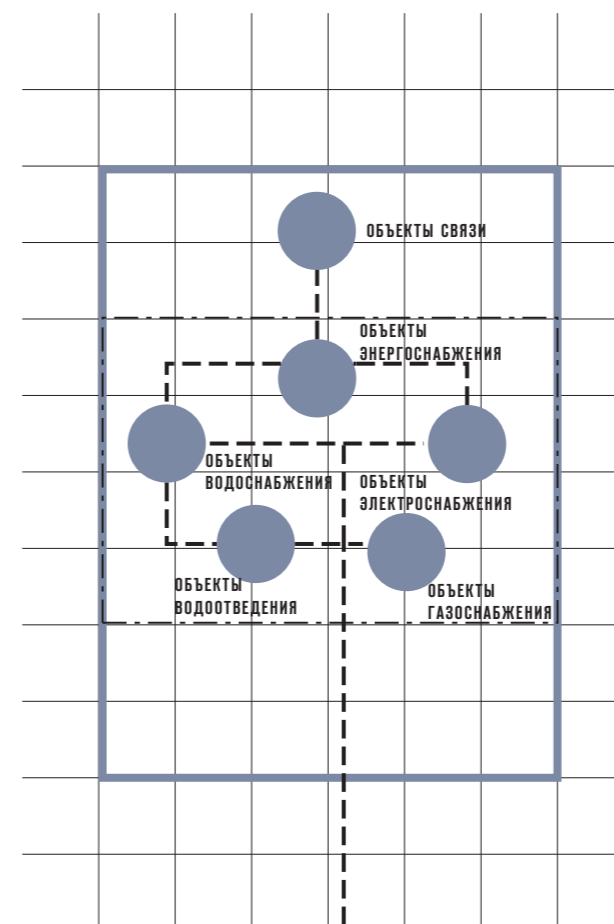 ОБЪЕКТЫ СВЯЗИ
ОБЪЕКТЫ
ЭНЕРГОСНАБЖЕНИЯ
ОБЪЕКТЫ
ВОДОСНАБЖЕНИЯ
ОБЪЕКТЫ
ЭЛЕКТРОСНАБЖЕНИЯ
ОБЪЕКТЫ
ВОДООТВЕДЕНИЯ
ОБЪЕКТЫ
ГАЗОСНАБЖЕНИЯ